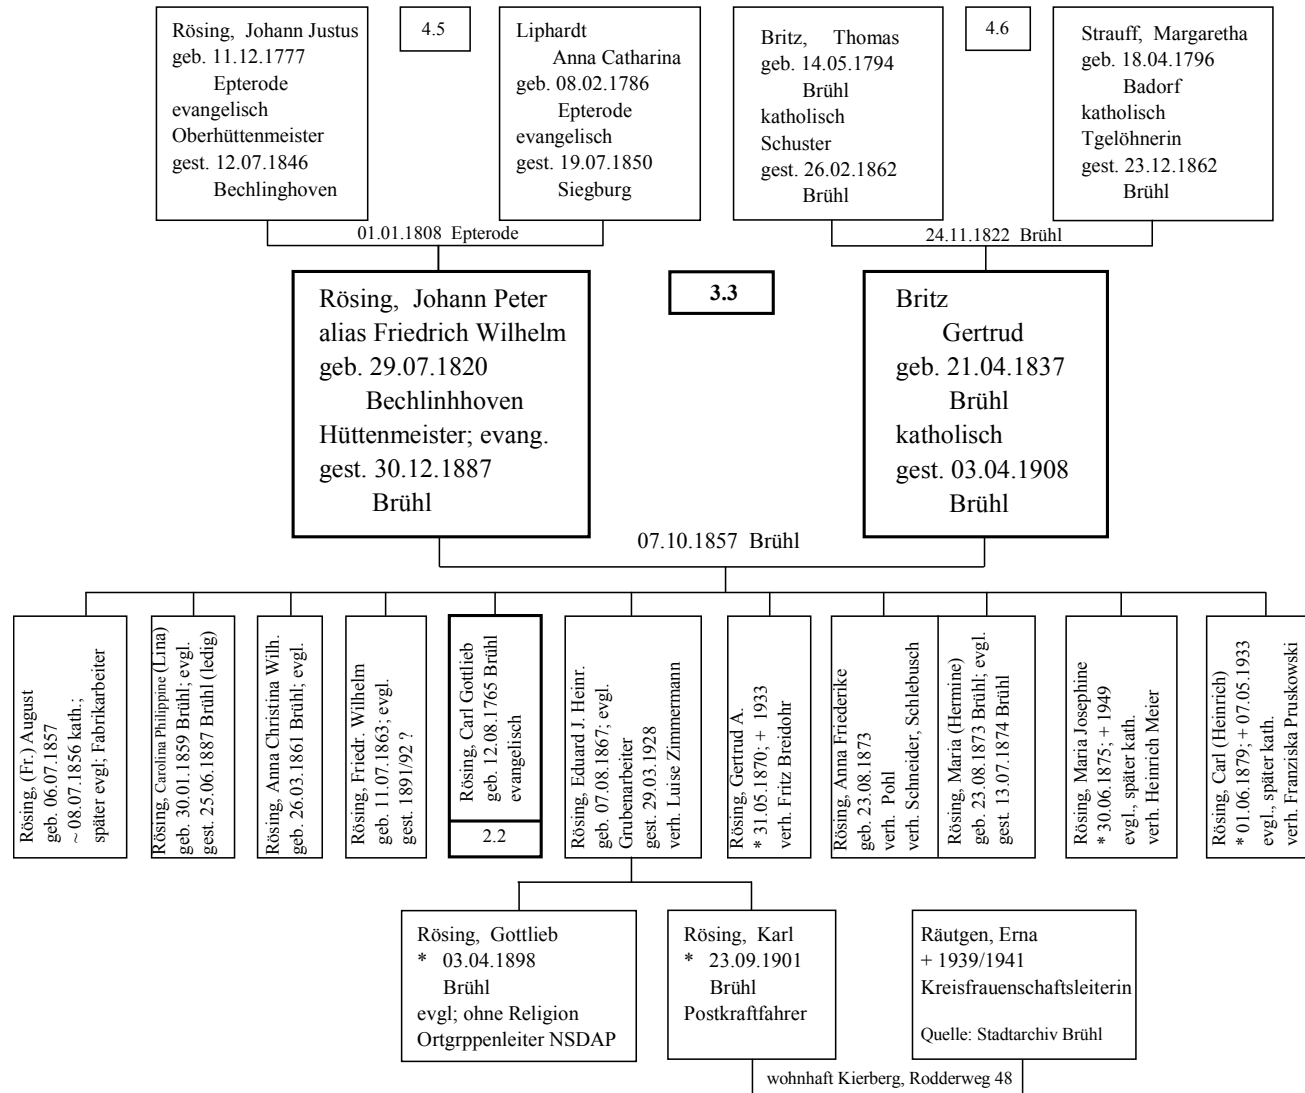 Rösing, Johann Justus
geb. 11.12.1777
Epterode
evangelisch
Oberhüttenmeister
gest. 12.07.1846
Bechlinghoven
4.5
Liphardt
Anna Catharina
geb. 08.02.1786
Epterode
evangelisch
gest. 19.07.1850
Siegburg
Britz, Thomas
geb. 14.05.1794
Brühl
katholisch
Schuster
gest. 26.02.1862
Brühl
4.6
Strauff, Margaretha
geb. 18.04.1796
Badorf
katholisch
Tgelöhnerin
gest. 23.12.1862
Brühl
01.01.1808 Epterode
24.11.1822 Brühl
Rösing, Johann Peter
alias Friedrich Wilhelm
geb. 29.07.1820
Bechlinhhoven
Hüttenmeister; evang.
gest. 30.12.1887
Brühl
3.3
Britz
Gertrud
geb. 21.04.1837
Brühl
katholisch
gest. 03.04.1908
Brühl
07.10.1857 Brühl
Rösing, (Fr.) August
geb. 06.07.1857
~ 08.07.1856 kath.;
später evgl; Fabrikarbeiter
Rösing, Carolina Philippine (Lina)
geb. 30.01.1859 Brühl; evgl.
gest. 25.06.1887 Brühl (ledig)
Rösing, Anna Christina Wilh.
geb. 26.03.1861 Brühl; evgl.
Rösing, Friedr. Wilhelm
geb. 11.07.1863; evgl.
gest. 1891/92 ?
Rösing, Carl Gottlieb
geb. 12.08.1765 Brühl
evangelisch
2.2
Rösing, Eduard J. Heinr.
geb. 07.08.1867; evgl.
Grubenarbeiter
gest. 29.03.1928
verh. Luise Zimmermann
Rösing, Gertrud A.
* 31.05.1870; + 1933
verh. Fritz Breidohr
Rösing, Anna Friederike
geb. 23.08.1873
verh. Pohl
verh. Schneider, Schlebusch
Rösing, Maria (Hermine)
geb. 23.08.1873 Brühl; evgl.
gest. 13.07.1874 Brühl
Rösing, Maria Josephine
* 30.06.1875; + 1949
evgl., später kath.
verh. Heinrich Meier
Rösing, Carl (Heinrich)
* 01.06.1879; + 07.05.1933
evgl., später kath.
verh. Franziska Pruskowski
Rösing, Gottlieb
* 03.04.1898
Brühl
evgl; ohne Religion
Ortgrppenleiter NSDAP
Rösing, Karl
* 23.09.1901
Brühl
Postkraftfahrer
Räutgen, Erna
+ 1939/1941
Kreisfrauenschaftsleiterin
Quelle: Stadtarchiv Brühl
wohnhaft Kierberg, Rodderweg 48